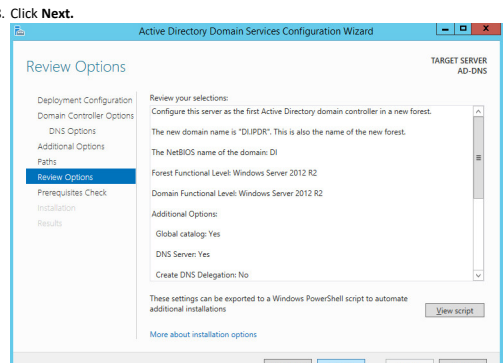 Click Next.
Active Directory Domain Services Configuration Wizard
Review Options
TARGET SERVER
AD-DNS
Deployment Configuration
Domain Controller Options
DNS Options
Additional Options
Paths
Review Options
Prerequisites Check
Installation
Results
Review your selections:
Configure this server as the first Active Directory domain controller in a new forest.
The new domain name is "DI.IPDR". This is also the name of the new forest.
The NetBIOS name of the domain: DI
Forest Functional Level: Windows Server 2012 R2
Domain Functional Level: Windows Server 2012 R2
Additional Options:
Global catalog: Yes
DNS Server: Yes
Create DNS Delegation: No
These settings can be exported to a Windows PowerShell script to automate
additional installations
View script
More about installation options